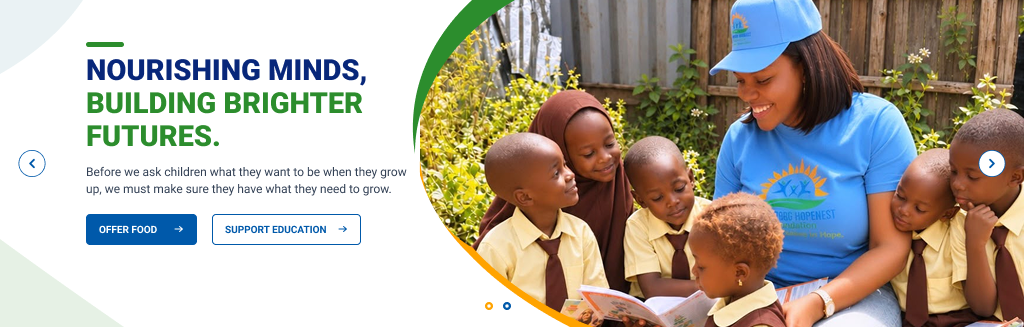 NOURISHING MINDS,
BUILDING BRIGHTER
FUTURES.
Before we ask children what they want to be when they grow
up, we must make sure they have what they need to grow.
OFFER FOOD
SUPPORT EDUCATION
HOPENEST